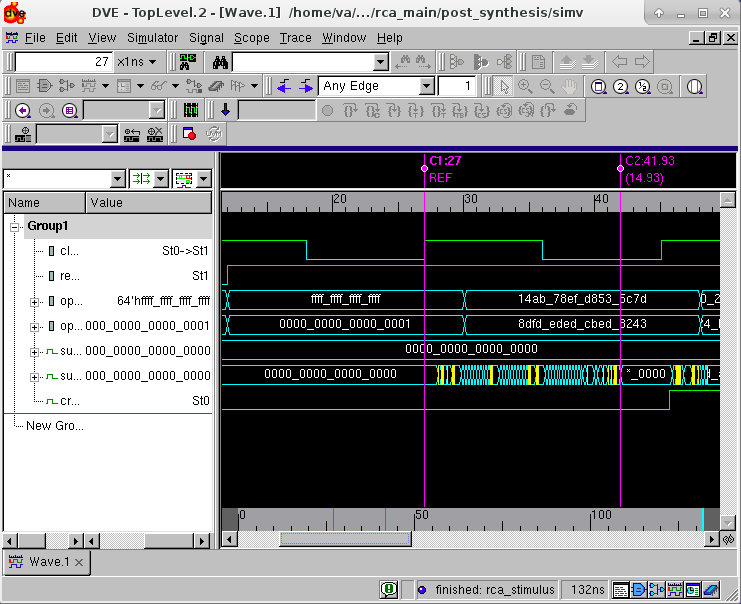 DVE - TopLevel.2 - [Wave.1] /home/va/.../rca_main/post_synthesis/simv
File Edit View Simulator Signal Scope Trace Window Help
27 x1ns
Any Edge 1
* C1:27 C2:41.93
REF (14.93)
Name Value 20 30 40
Group1
cl... St0->St1
re... St1
op... 64'hffff_ffff_ffff_ffff ffff_ffff_ffff_ffff 14ab_78ef_d853_5c7d
op... 000_0000_0000_0001 0000_0000_0000_0001 8dfd_eded_cbed_3243
su... 000_0000_0000_0000 0000_0000_0000_0000
su... 000_0000_0000_0000 0000_0000_0000_0000 *_0000
cr... St0
New Gro...
0 50 100
Wave.1
finished: rca_stimulus 132ns